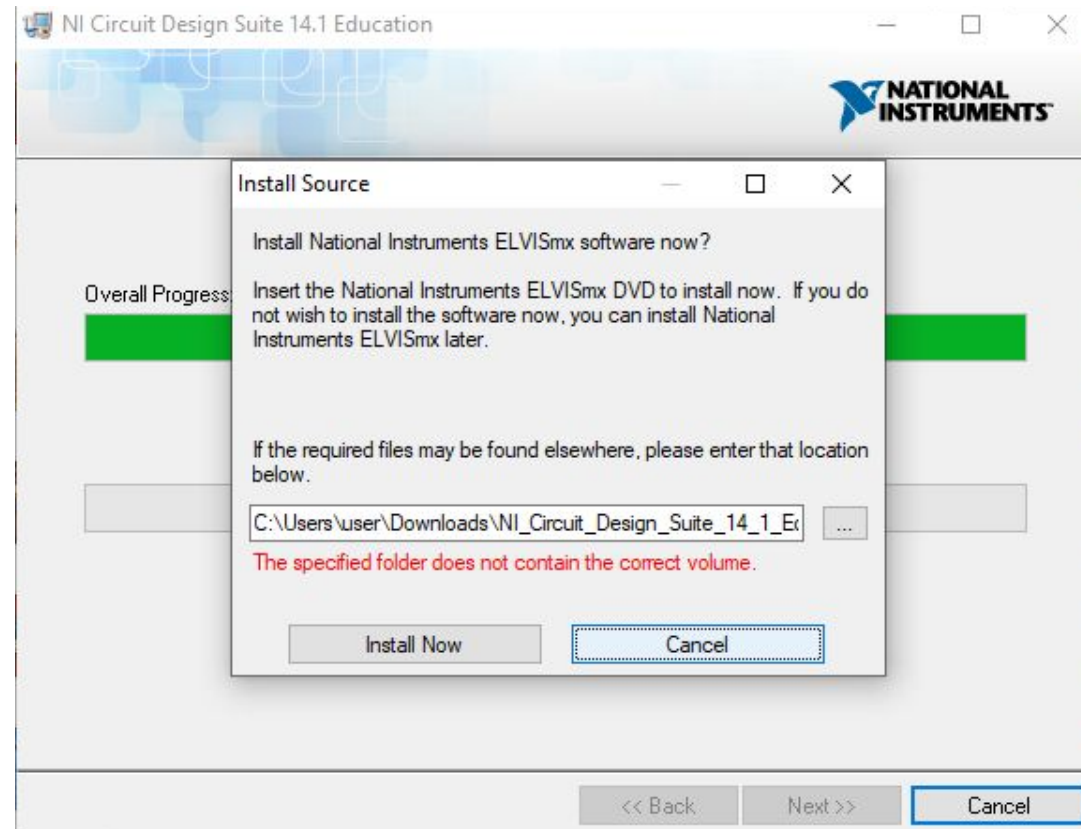 NI Circuit Design Suite 14.1 Education
NATIONAL
INSTRUMENTS
Install Source
Install National Instruments ELVISmx software now?
Overall Progress:
Insert the National Instruments ELVISmx DVD to install now. If you do
not wish to install the software now, you can install National
Instruments ELVISmx later.
If the required files may be found elsewhere, please enter that location
below.
C:\Users\user\Downloads\NI_Circuit_Design_Suite_14_1_Ec
...
The specified folder does not contain the correct volume.
Install Now
Cancel
<< Back
Next >>
Cancel